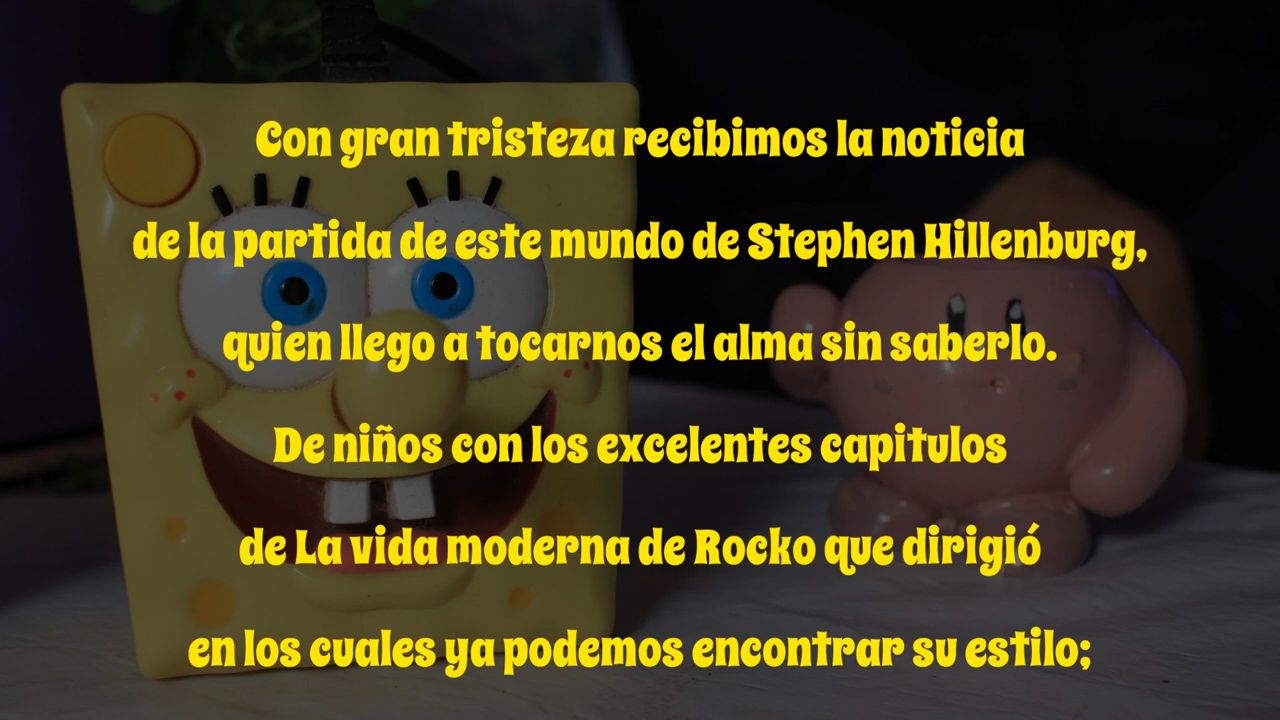 Con gran tristeza recibimos la noticia
de la partida de este mundo de Stephen Hillenburg,
quien llego a tocarnos el alma sin saberlo.
De niños con los excelentes capitulos
de La vida moderna de Rocko que dirigió
en los cuales ya podemos encontrar su estilo;